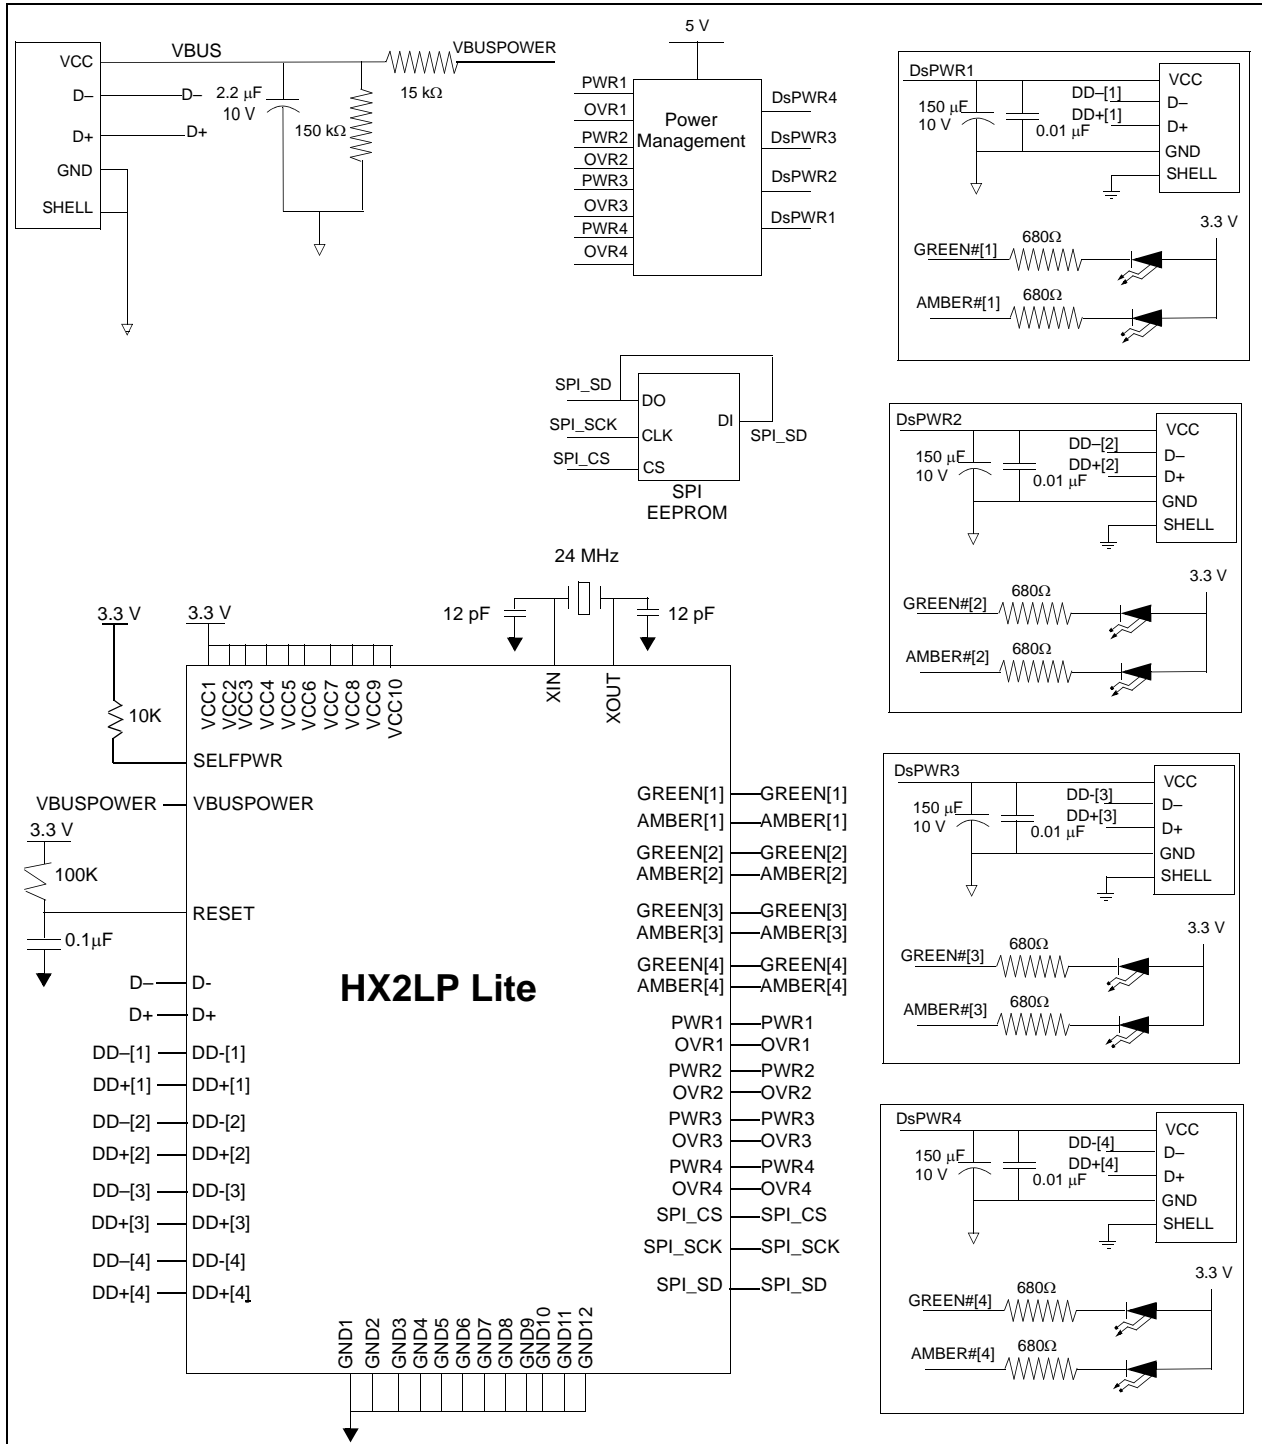 VCC
VBUS
VBUSPOWER
D–
D–
2.2 μF
10 V
15 kΩ
D+
D+
150 kΩ
GND
SHELL
5 V
PWR1
OVR1
PWR2
OVR2
PWR3
OVR3
PWR4
OVR4
Power
Management
DsPWR4
DsPWR3
DsPWR2
DsPWR1
DsPWR1
VCC
150 μF
10 V
DD–[1]
D–
DD+[1]
D+
0.01 μF
GND
SHELL
3.3 V
680Ω
GREEN#[1]
680Ω
AMBER#[1]
SPI_SD
DO
DI
SPI_SD
SPI_SCK
CLK
SPI_CS
CS
SPI
EEPROM
DsPWR2
VCC
150 μF
10 V
DD–[2]
D–
DD+[2]
D+
0.01 μF
GND
SHELL
3.3 V
680Ω
GREEN#[2]
680Ω
AMBER#[2]
24 MHz
12 pF
12 pF
3.3 V
3.3 V
10K
VCC1
VCC2
VCC3
VCC4
VCC5
VCC6
VCC7
VCC8
VCC9
VCC10
XIN
XOUT
SELFPWR
VBUSPOWER
VBUSPOWER
3.3 V
100K
RESET
0.1μF
HX2LP Lite
D–
D-
D+
D+
DD–[1]
DD-[1]
DD+[1]
DD+[1]
DD–[2]
DD-[2]
DD+[2]
DD+[2]
DD–[3]
DD-[3]
DD+[3]
DD+[3]
DD–[4]
DD-[4]
DD+[4]
DD+[4]
GREEN[1]
GREEN[1]
AMBER[1]
AMBER[1]
GREEN[2]
GREEN[2]
AMBER[2]
AMBER[2]
GREEN[3]
GREEN[3]
AMBER[3]
AMBER[3]
GREEN[4]
GREEN[4]
AMBER[4]
AMBER[4]
PWR1
PWR1
OVR1
OVR1
PWR2
PWR2
OVR2
OVR2
PWR3
PWR3
OVR3
OVR3
PWR4
PWR4
OVR4
OVR4
SPI_CS
SPI_CS
SPI_SCK
SPI_SCK
SPI_SD
SPI_SD
GND1
GND2
GND3
GND4
GND5
GND6
GND7
GND8
GND9
GND10
GND11
GND12
DsPWR3
VCC
150 μF
10 V
DD-[3]
D–
DD+[3]
D+
0.01 μF
GND
SHELL
3.3 V
680Ω
GREEN#[3]
680Ω
AMBER#[3]
DsPWR4
VCC
150 μF
10 V
DD-[4]
D–
DD+[4]
D+
0.01 μF
GND
SHELL
3.3 V
680Ω
GREEN#[4]
680Ω
AMBER#[4]